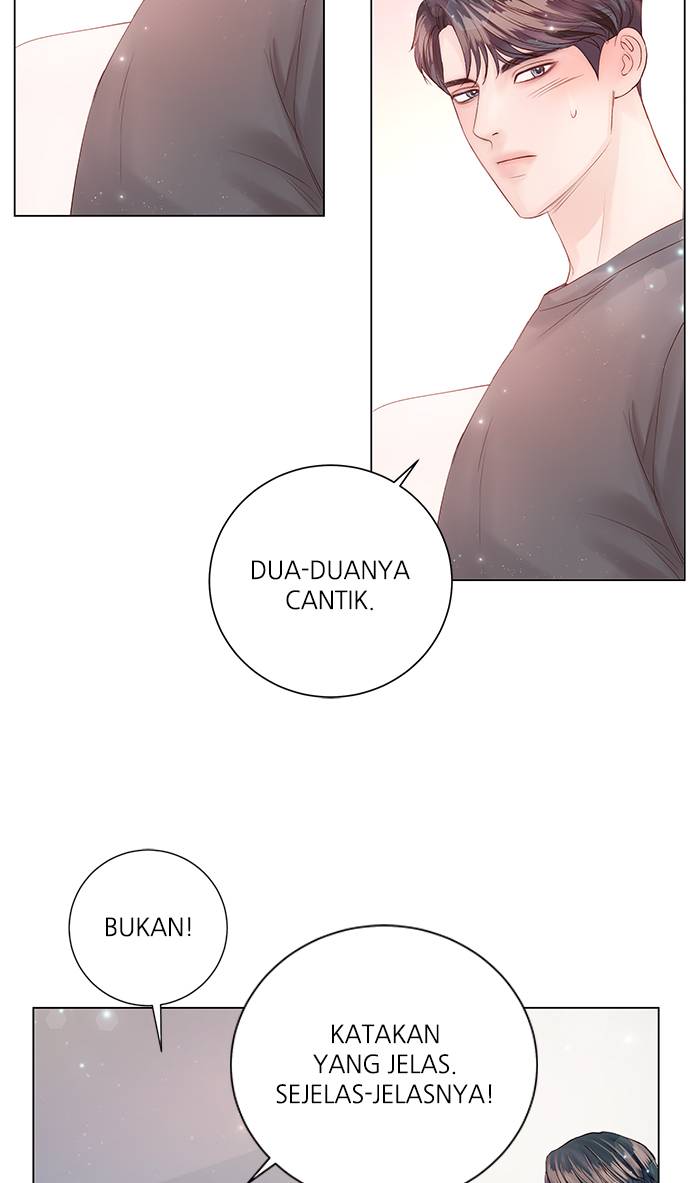 DUA-DUANYA
CANTIK.
BUKAN!
KATAKAN
YANG JELAS.
SEJELAS-JELASNYA!